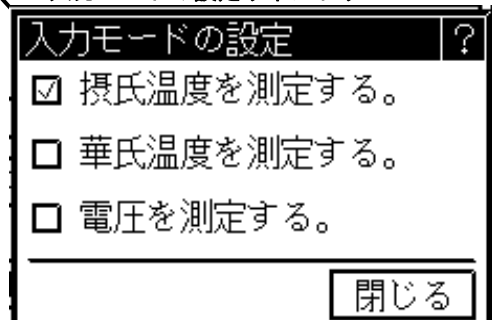 入力モードの設定 ?
摂氏温度を測定する。
華氏温度を測定する。
電圧を測定する。
閉じる